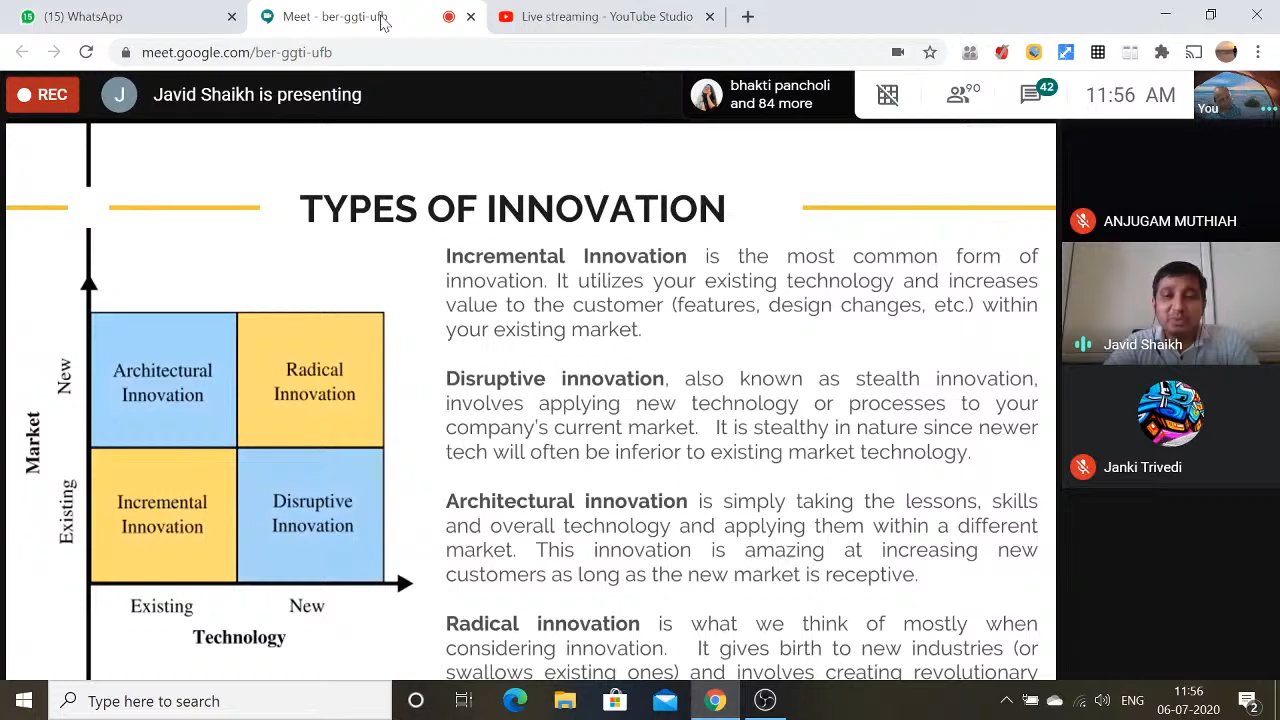 (15) WhatsApp
Meet - ber-ggti-ufb
Live streaming - YouTube Studio
meet.google.com/ber-ggti-ufb
REC
J
Javid Shaikh is presenting
bhakti pancholi
and 84 more
90
42
11:56 AM
You
TYPES OF INNOVATION
Incremental Innovation is the most common form of
innovation. It utilizes your existing technology and increases
value to the customer (features, design changes, etc.) within
your existing market.
Disruptive innovation, also known as stealth innovation,
involves applying new technology or processes to your
company's current market. It is stealthy in nature since newer
tech will often be inferior to existing market technology.
Architectural innovation is simply taking the lessons, skills
and overall technology and applying them within a different
market. This innovation is amazing at increasing new
customers as long as the new market is receptive.
Radical innovation is what we think of mostly when
considering innovation. It gives birth to new industries (or
swallows existing ones) and involves creating revolutionary
Market
New
Existing
Architectural
Innovation
Radical
Innovation
Incremental
Innovation
Disruptive
Innovation
Existing
New
Technology
ANJUGAM MUTHIAH
Javid Shaikh
Janki Trivedi
Type here to search
ENG
11:56
06-07-2020
2